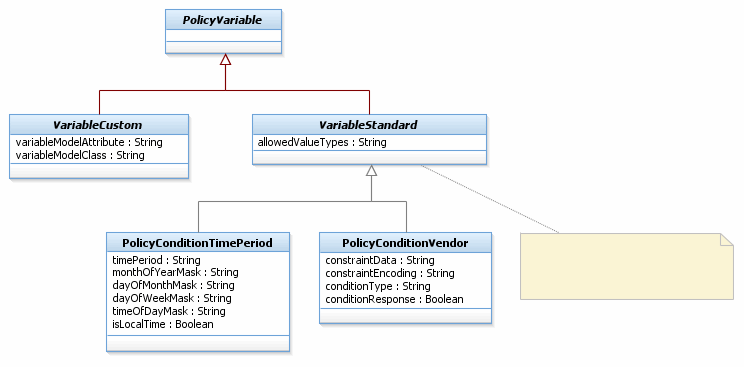 PolicyVariable
VariableCustom
variableModelAttribute : String
variableModelClass : String
VariableStandard
allowedValueTypes : String
PolicyConditionTimePeriod
timePeriod : String
monthOfYearMask : String
dayOfMonthMask : String
dayOfWeekMask : String
timeOfDayMask : String
isLocalTime : Boolean
PolicyConditionVendor
constraintData : String
constraintEncoding : String
conditionType : String
conditionResponse : Boolean